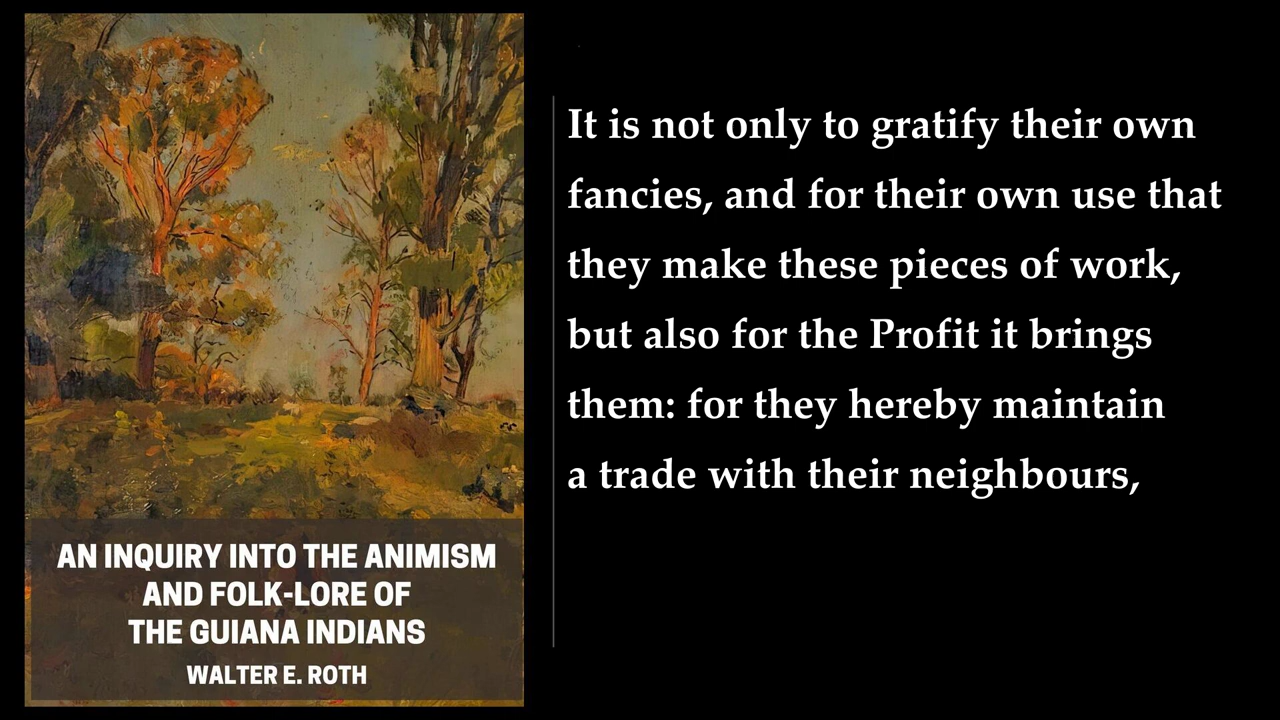 It is not only to gratify their own
fancies, and for their own use that
they make these pieces of work,
but also for the Profit it brings
them: for they hereby maintain
a trade with their neighbours,
AN INQUIRY INTO THE ANIMISM
AND FOLK-LORE OF
THE GUIANA INDIANS
WALTER E. ROTH